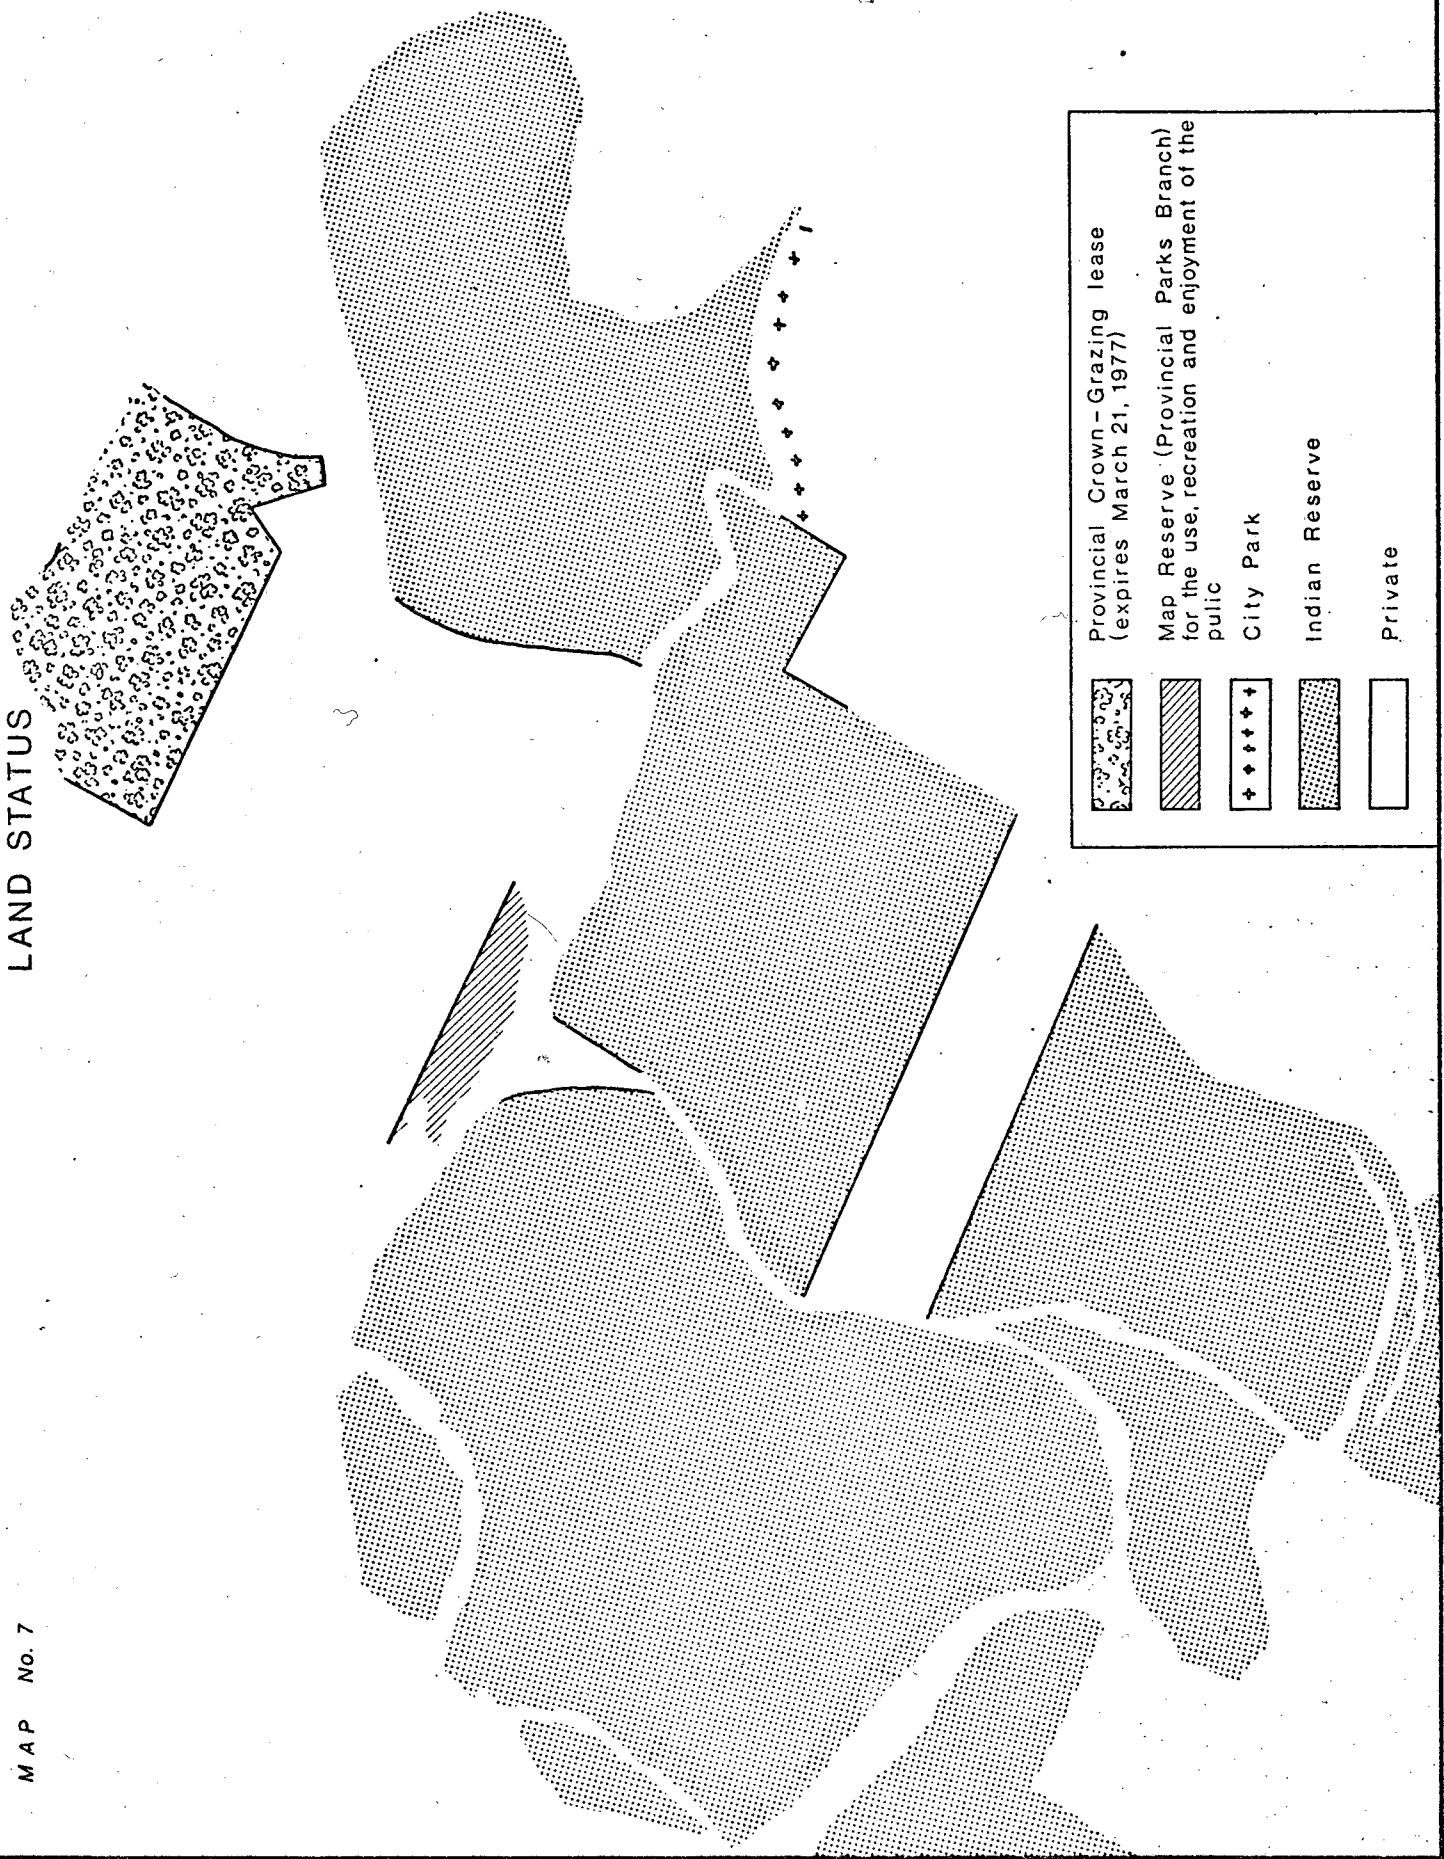 MAP No. 7
LAND STATUS
Provincial Crown-Grazing lease
(expires March 21, 1977)
Map Reserve (Provincial Parks Branch)
for the use, recreation and enjoyment of the
pulic
City Park
Indian Reserve
Private